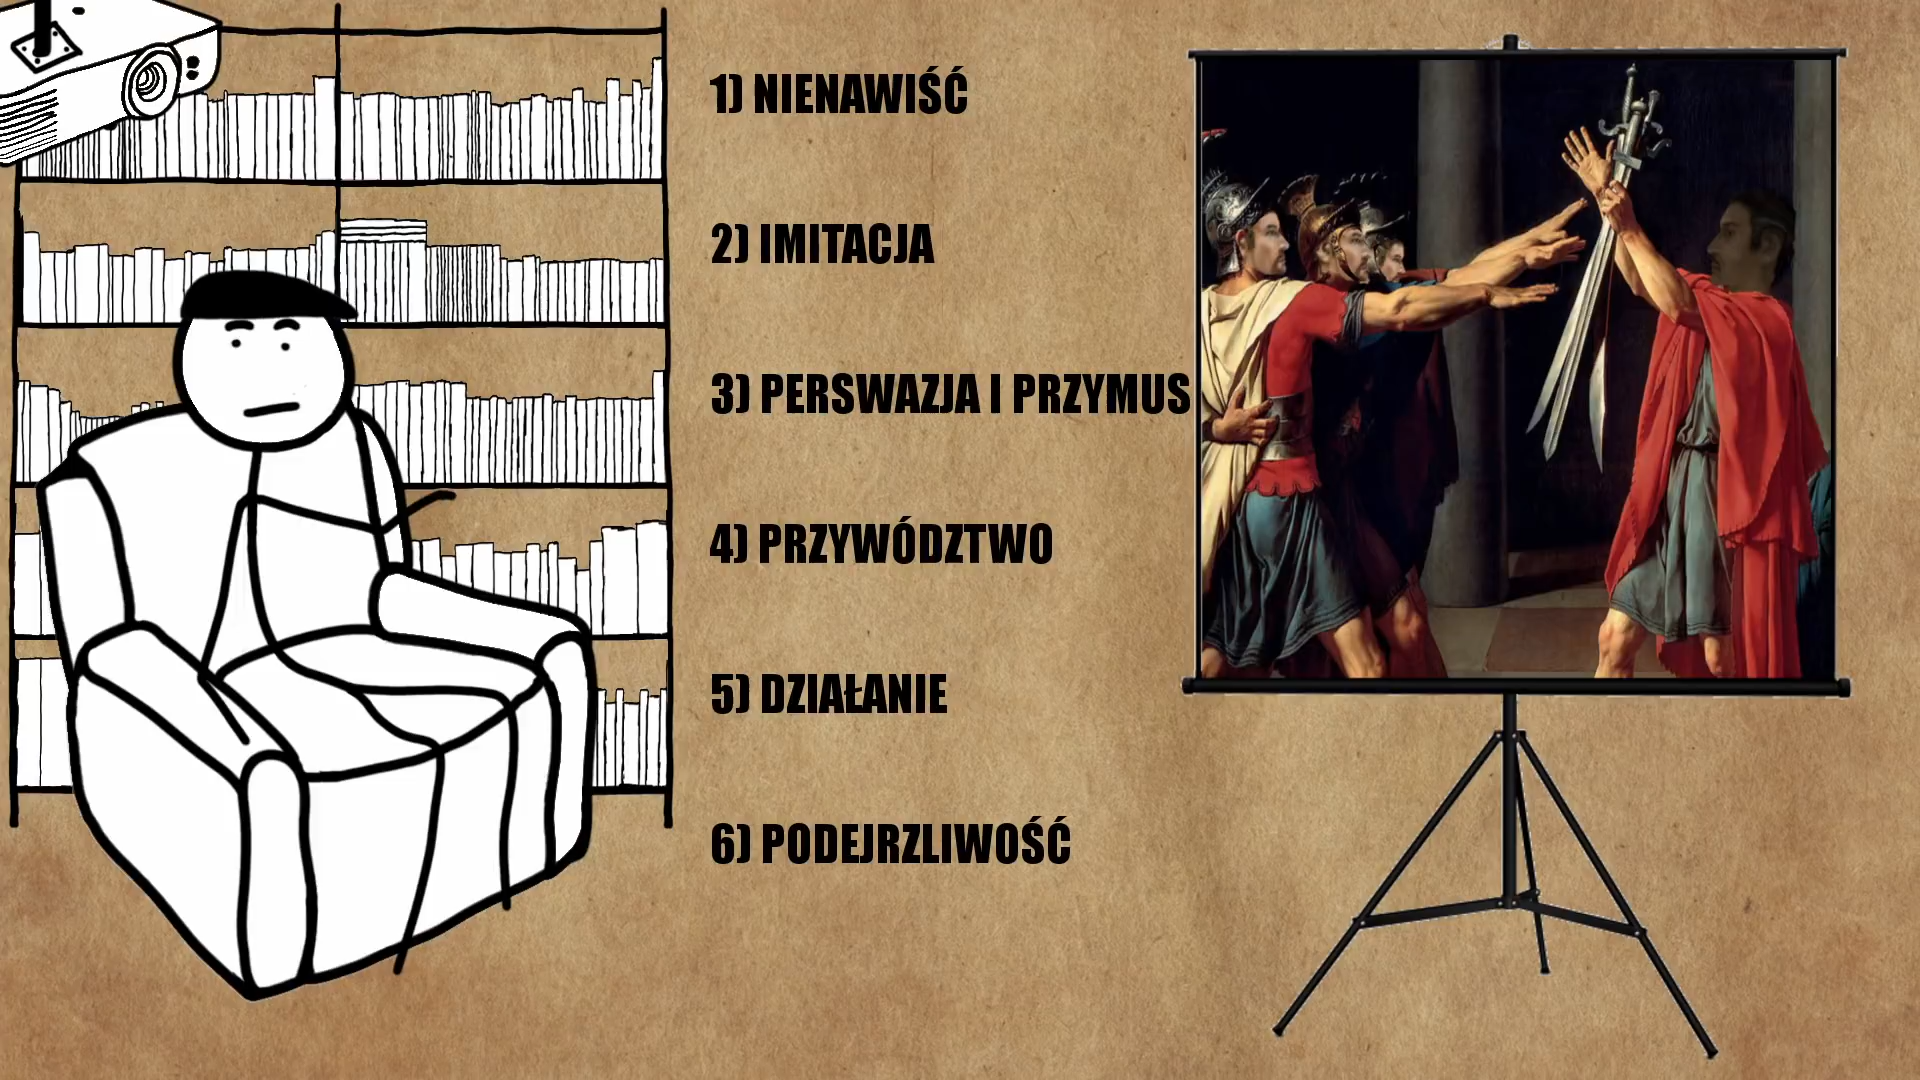 1) NIENAWIŚĆ
2) IMITACJA
3) PERSWAZJA I PRZYMUS
4) PRZYWÓDZTWO
5) DZIAŁANIE
6) PODEJRZLIWOŚĆ